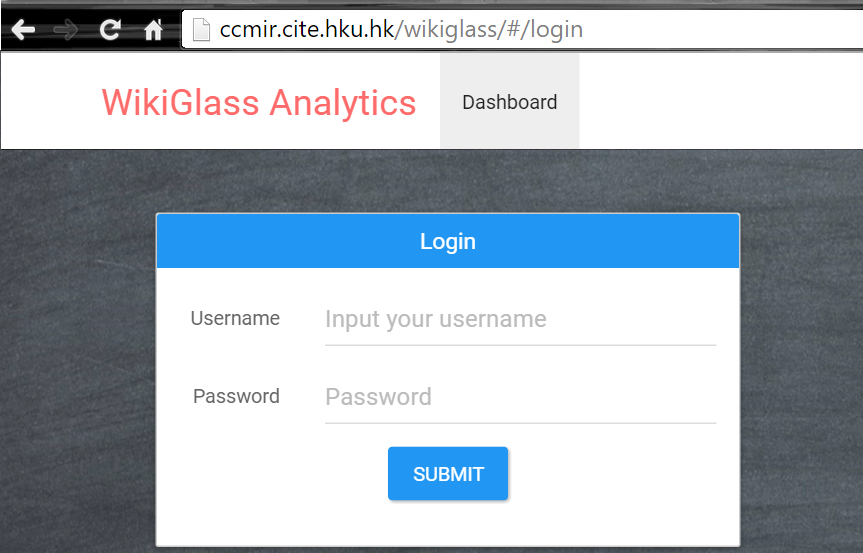 ccmir.cite.hku.hk/wikiglass/#/login
WikiGlass Analytics Dashboard
Login
Username Input your username
Password Password
SUBMIT